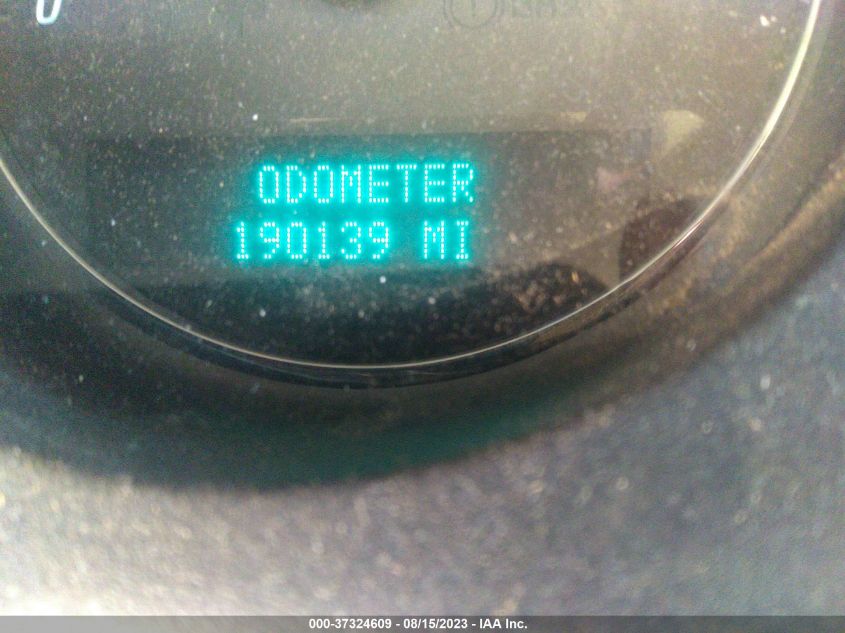 ODOMETER
190139 MI
000-37324609 - 08/15/2023 - IAA Inc.